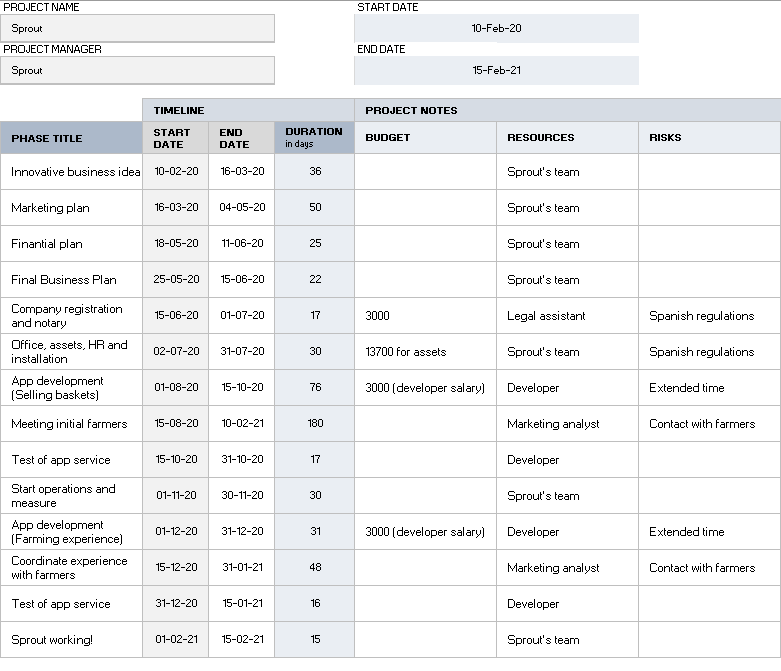 PROJECT NAME START DATE
Sprout 10-Feb-20
PROJECT MANAGER END DATE
Sprout 15-Feb-21
TIMELINE PROJECT NOTES
PHASE TITLE START DATE END DATE DURATION in days BUDGET RESOURCES RISKS
Innovative business idea 10-02-20 16-03-20 36 Sprout's team
Marketing plan 16-03-20 04-05-20 50 Sprout's team
Finantial plan 18-05-20 11-06-20 25 Sprout's team
Final Business Plan 25-05-20 15-06-20 22 Sprout's team
Company registration and notary 15-06-20 01-07-20 17 3000 Legal assistant Spanish regulations
Office, assets, HR and installation 02-07-20 31-07-20 30 13700 for assets Sprout's team Spanish regulations
App development (Selling baskets) 01-08-20 15-10-20 76 3000 (developer salary) Developer Extended time
Meeting initial farmers 15-08-20 10-02-21 180 Marketing analyst Contact with farmers
Test of app service 15-10-20 31-10-20 17 Developer
Start operations and measure 01-11-20 30-11-20 30 Sprout's team
App development (Farming experience) 01-12-20 31-12-20 31 3000 (developer salary) Developer Extended time
Coordinate experience with farmers 15-12-20 31-01-21 48 Marketing analyst Contact with farmers
Test of app service 31-12-20 15-01-21 16 Developer
Sprout working! 01-02-21 15-02-21 15 Sprout's team